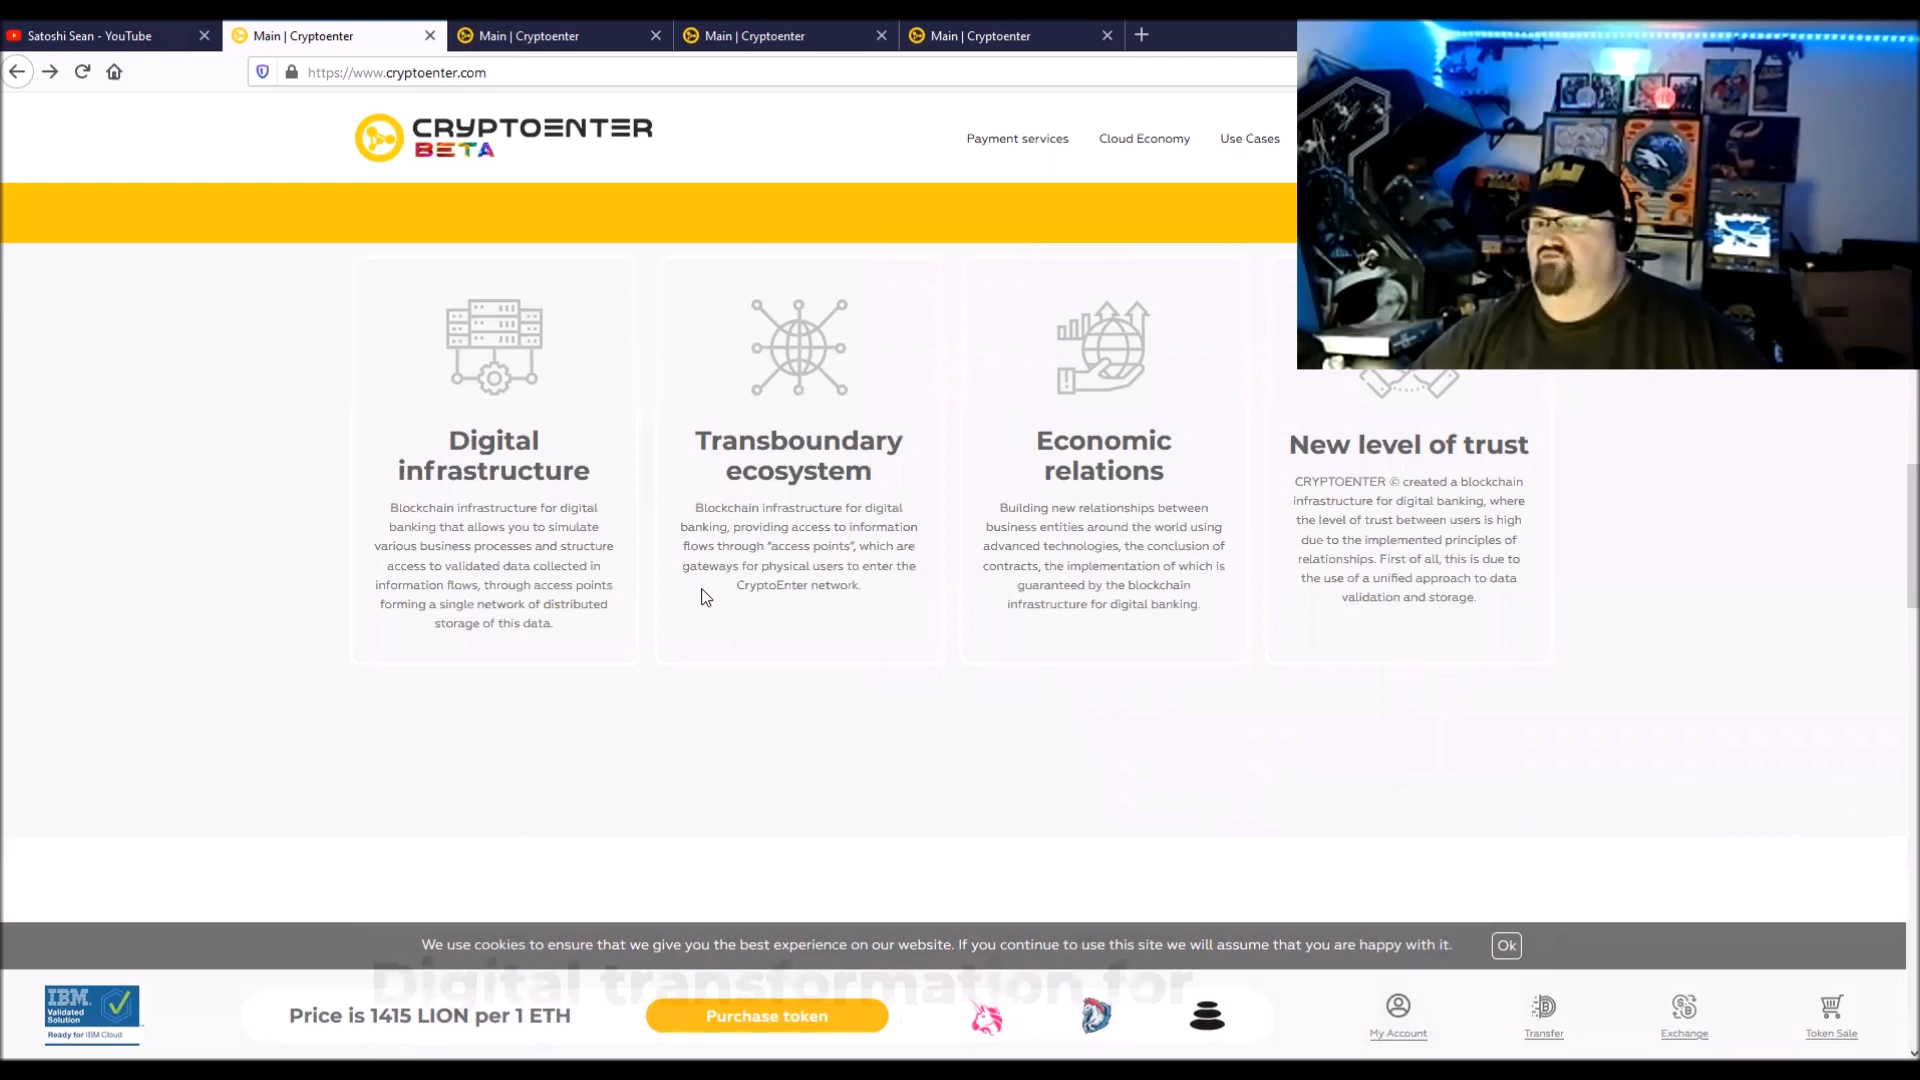 Satoshi Sean - YouTube
Main | Cryptoenter
Main | Cryptoenter
Main | Cryptoenter
Main | Cryptoenter
https://www.cryptoenter.com
CRYPTOENTER
BETA
Payment services
Cloud Economy
Use Cases
Digital
infrastructure
Blockchain infrastructure for digital
banking that allows you to simulate
various business processes and structure
access to validated data collected in
information flows, through access points
forming a single network of distributed
storage of this data.
Transboundary
ecosystem
Blockchain infrastructure for digital
banking, providing access to information
flows through "access points", which are
gateways for physical users to enter the
CryptoEnter network.
Economic
relations
Building new relationships between
business entities around the world using
advanced technologies, the conclusion of
contracts, the implementation of which is
guaranteed by the blockchain
infrastructure for digital banking.
New level of trust
CRYPTOENTER © created a blockchain
infrastructure for digital banking, where
the level of trust between users is high
due to the implemented principles of
relationships. First of all, this is due to
the use of a unified approach to data
validation and storage.
We use cookies to ensure that we give you the best experience on our website. If you continue to use this site we will assume that you are happy with it.
Ok
Digital transformation for
IBM.
Validated
Solution
Ready for IBM Cloud
Price is 1415 LION per 1 ETH
Purchase token
My Account
Transfer
Exchange
Token Sale